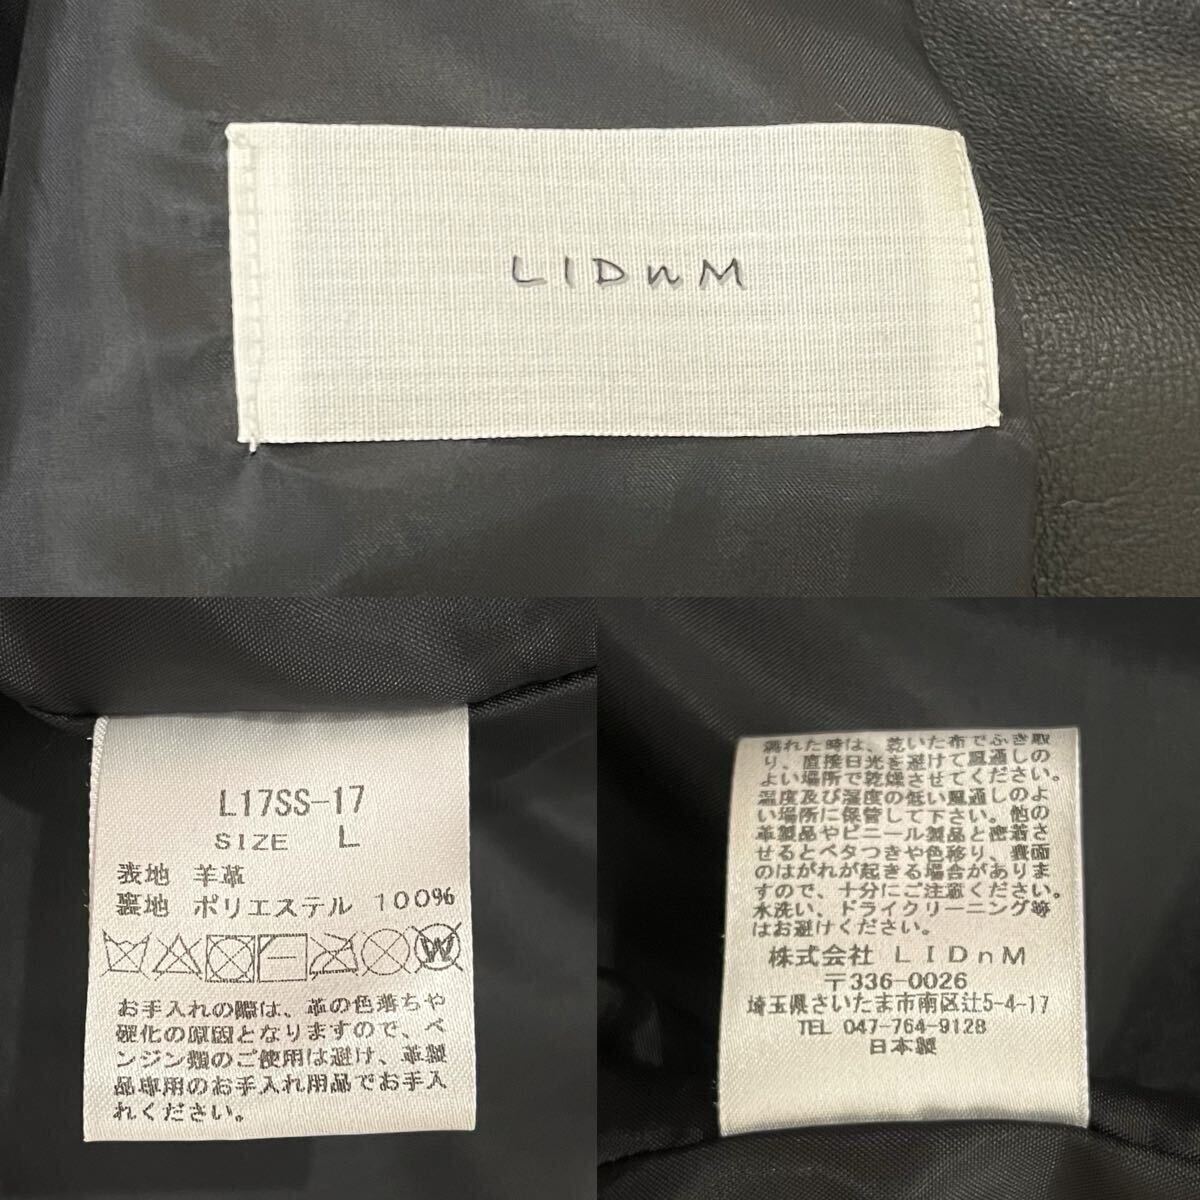 LIDnM
L17SS-17
SIZE L
表地 羊革
裏地 ポリエステル 100%
W
お手入れの際は、革の色落ちや
硬化の原因となりますので、ベ
ンジン類のご使用は避け、革製
品専用のお手入れ用品でお手入
れください。
濡れた時は、乾いた布でふき取
り、直接日光を避けて風通しの
よい場所で乾燥させてください。
温度及び湿度の低い風通しのよ
い場所に保管して下さい。他の
革製品やビニール製品と密着さ
せるとベタつきや色移り、表面
のはがれが起きる場合がありま
すので、十分にご注意ください。
水洗い、ドライクリーニング等
はお避けください。
株式会社 LIDnM
〒336-0026
埼玉県さいたま市南区辻5-4-17
TEL 047-764-9128
日本製